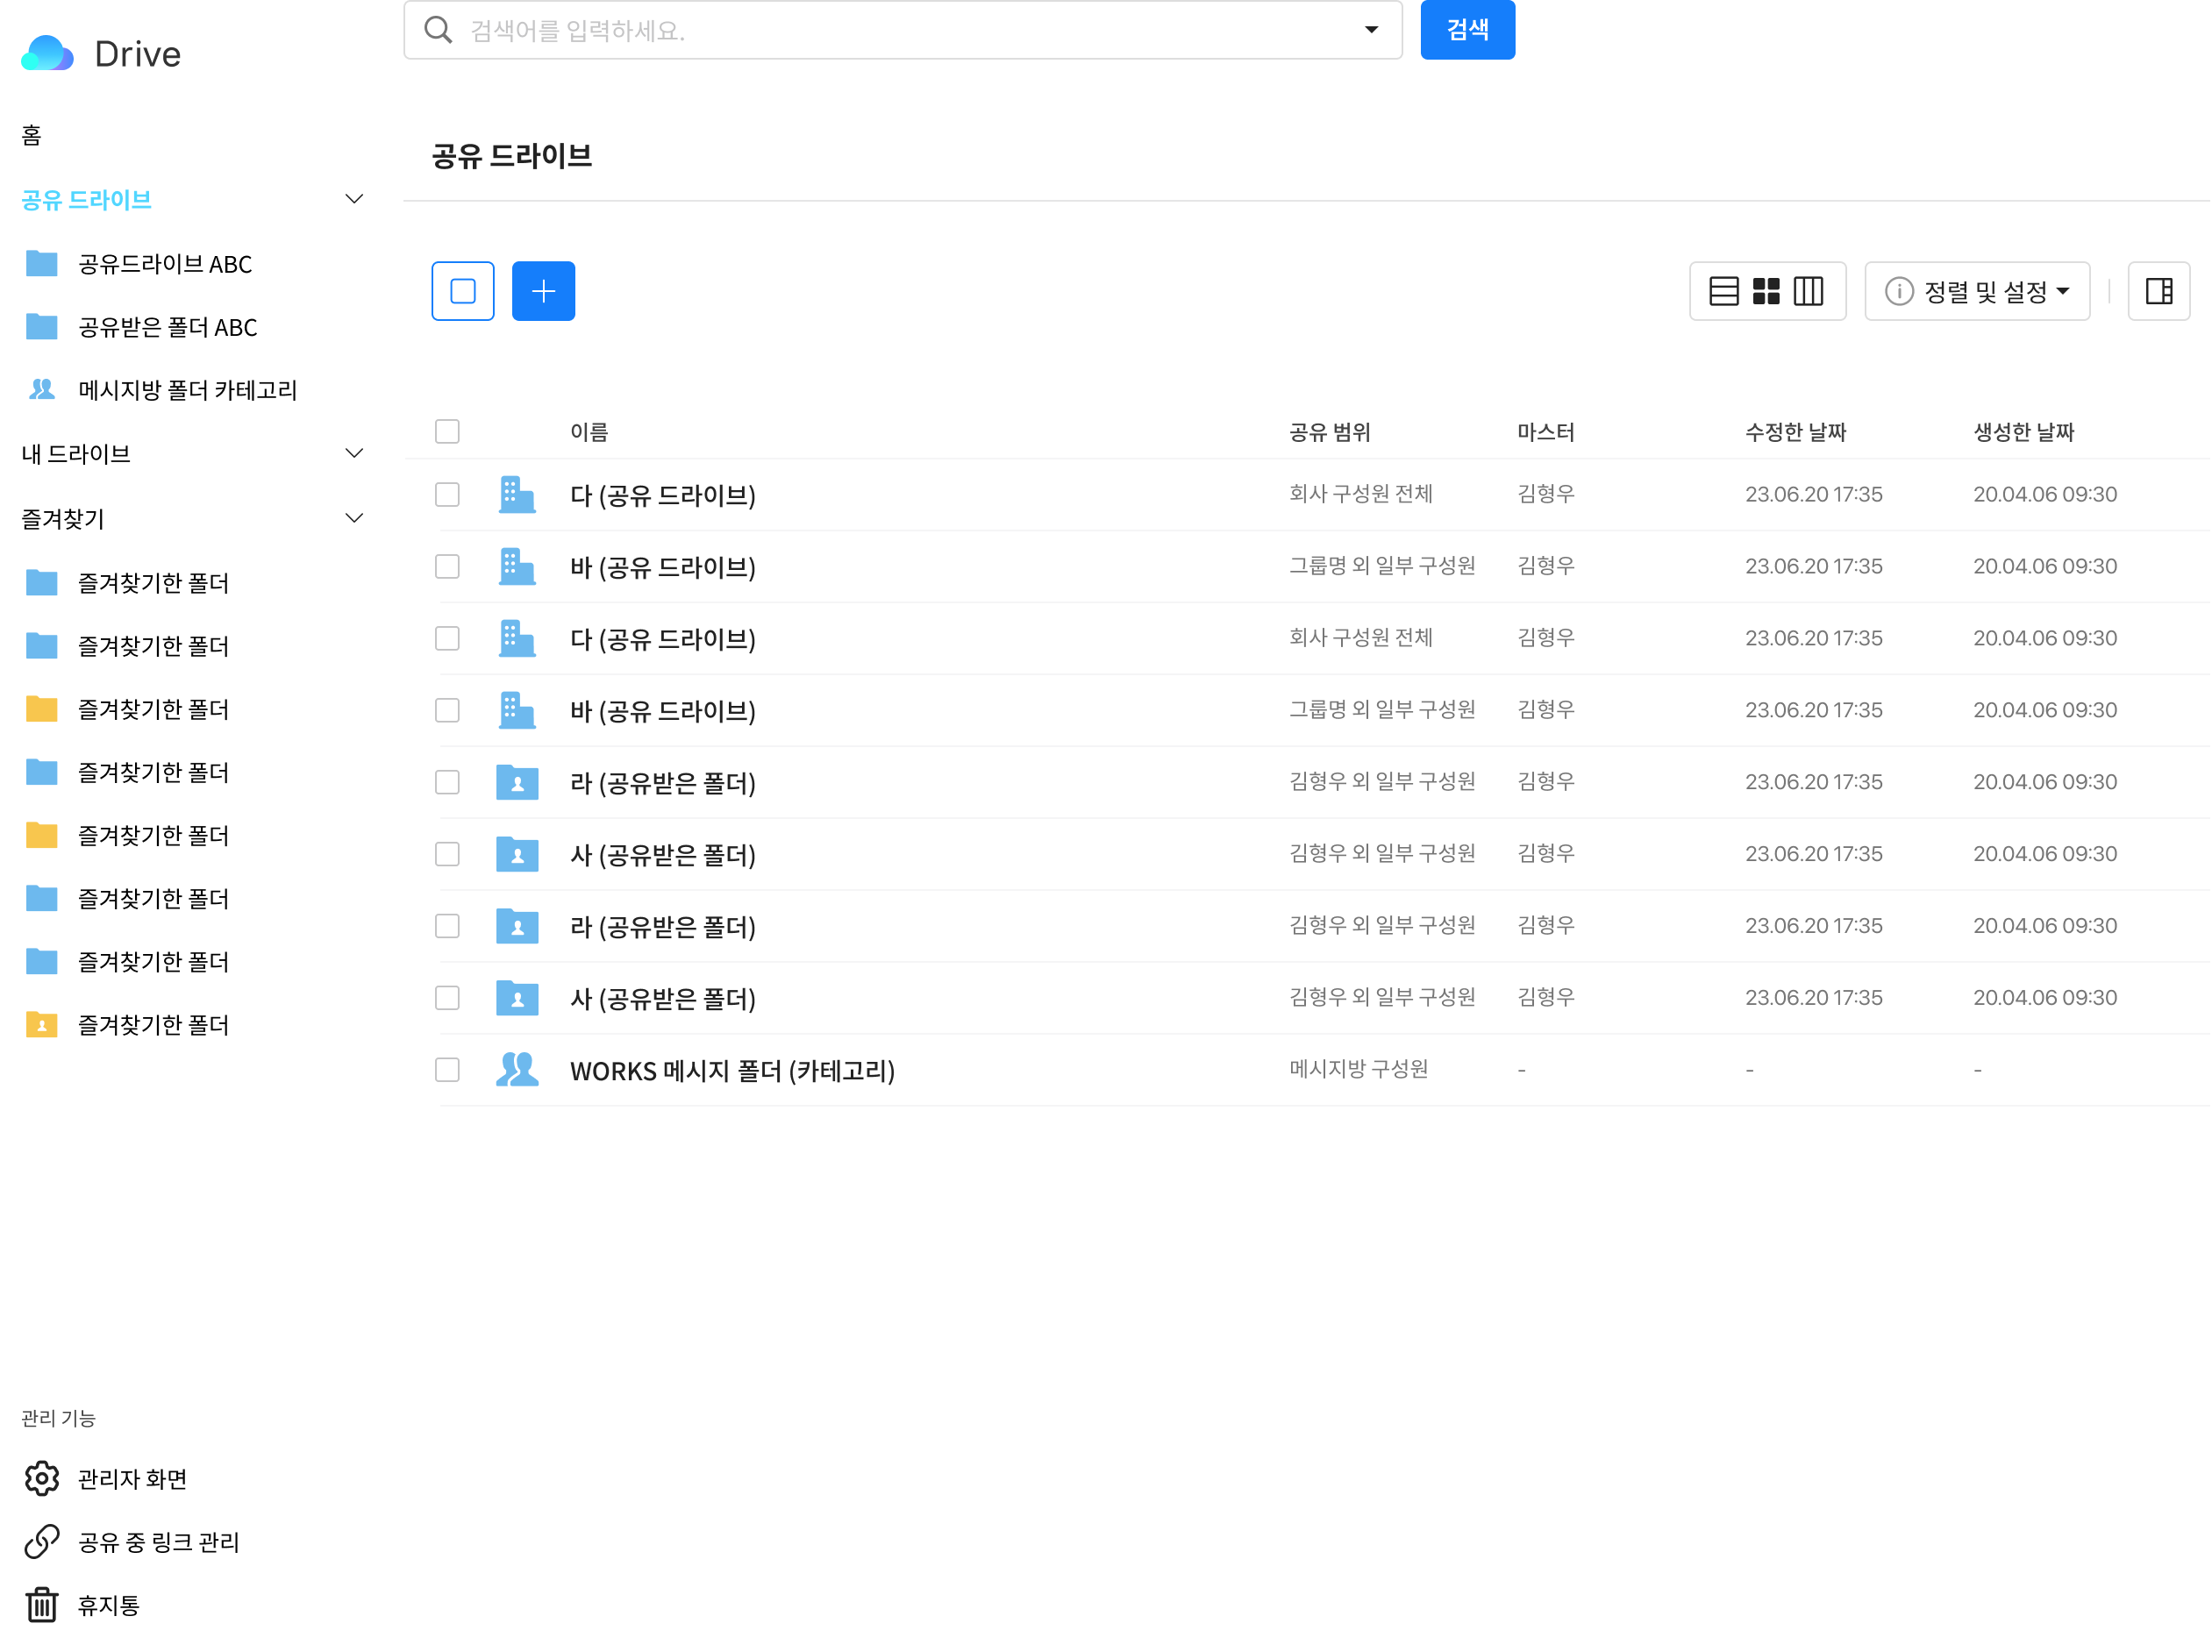 Drive
검색어를 입력하세요.
검색
홈
공유 드라이브
공유드라이브 ABC
공유받은 폴더 ABC
메시지방 폴더 카테고리
내 드라이브
즐겨찾기
즐겨찾기한 폴더
즐겨찾기한 폴더
즐겨찾기한 폴더
즐겨찾기한 폴더
즐겨찾기한 폴더
즐겨찾기한 폴더
즐겨찾기한 폴더
즐겨찾기한 폴더
관리 기능
관리자 화면
공유 중 링크 관리
휴지통
공유 드라이브
정렬 및 설정
이름 공유 범위 마스터 수정한 날짜 생성한 날짜
다 (공유 드라이브) 회사 구성원 전체 김형우 23.06.20 17:35 20.04.06 09:30
바 (공유 드라이브) 그룹명 외 일부 구성원 김형우 23.06.20 17:35 20.04.06 09:30
다 (공유 드라이브) 회사 구성원 전체 김형우 23.06.20 17:35 20.04.06 09:30
바 (공유 드라이브) 그룹명 외 일부 구성원 김형우 23.06.20 17:35 20.04.06 09:30
라 (공유받은 폴더) 김형우 외 일부 구성원 김형우 23.06.20 17:35 20.04.06 09:30
사 (공유받은 폴더) 김형우 외 일부 구성원 김형우 23.06.20 17:35 20.04.06 09:30
라 (공유받은 폴더) 김형우 외 일부 구성원 김형우 23.06.20 17:35 20.04.06 09:30
사 (공유받은 폴더) 김형우 외 일부 구성원 김형우 23.06.20 17:35 20.04.06 09:30
WORKS 메시지 폴더 (카테고리) 메시지방 구성원 - - -